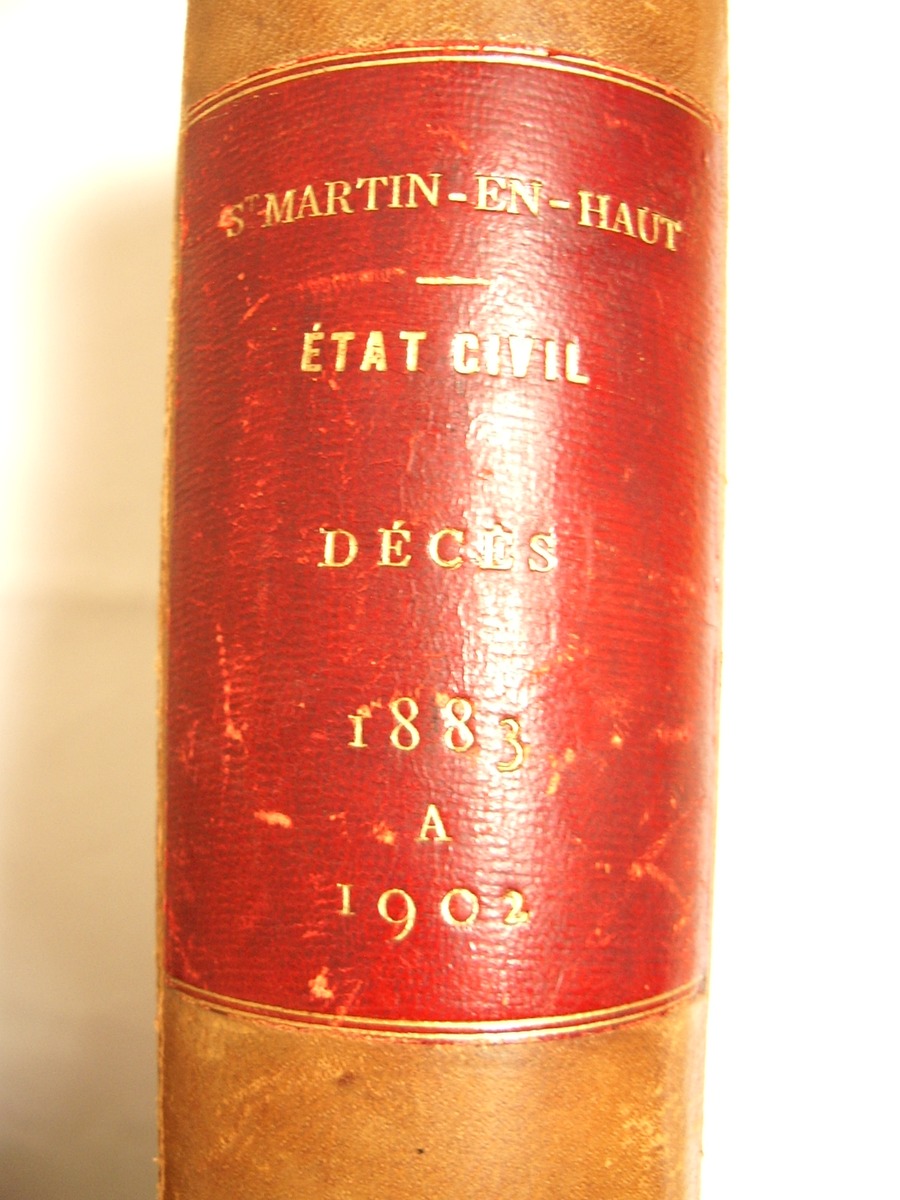 ST MARTIN-EN-HAUT
ÉTAT CIVIL
DÉCÈS
1883
A
1902